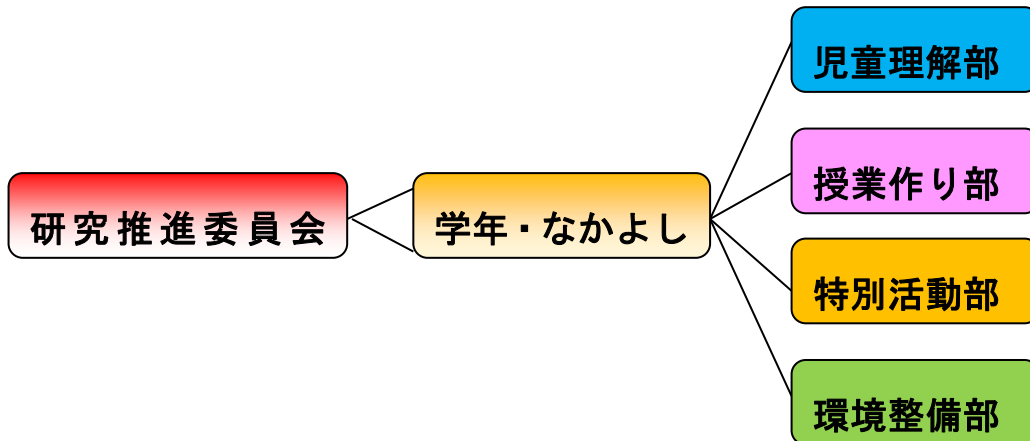 研究推進委員会
学年・なかよし
児童理解部
授業作り部
特別活動部
環境整備部